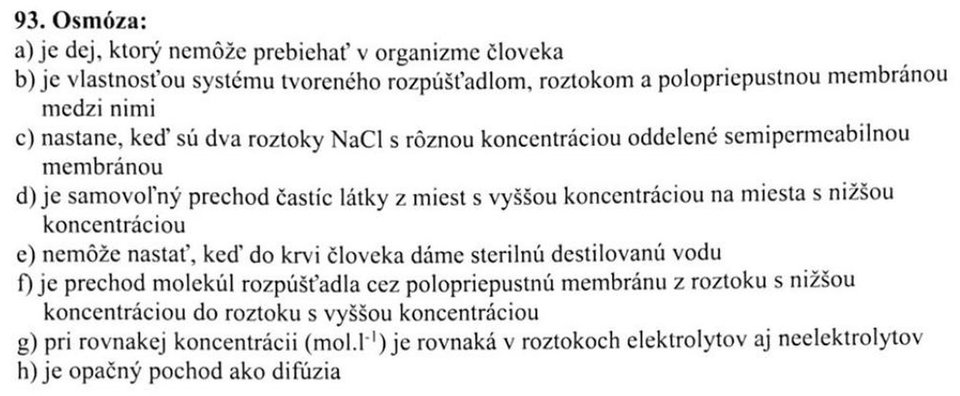 93. Osmóza:
a) je dej, ktorý nemôže prebiehať v organizme človeka
b) je vlastnosťou systému tvoreného rozpúšťadlom, roztokom a polopriepustnou membránou
medzi nimi
c) nastane, keď sú dva roztoky NaCl s rôznou koncentráciou oddelené semipermeabilnou
membránou
d) je samovoľný prechod častíc látky z miest s vyššou koncentráciou na miesta s nižšou
koncentráciou
e) nemôže nastať, keď do krvi človeka dáme sterilnú destilovanú vodu
f) je prechod molekúl rozpúšťadla cez polopriepustnú membránu z roztoku s nižšou
koncentráciou do roztoku s vyššou koncentráciou
g) pri rovnakej koncentrácii (mol.l⁻¹) je rovnaká v roztokoch elektrolytov aj neelektrolytov
h) je opačný pochod ako difúzia